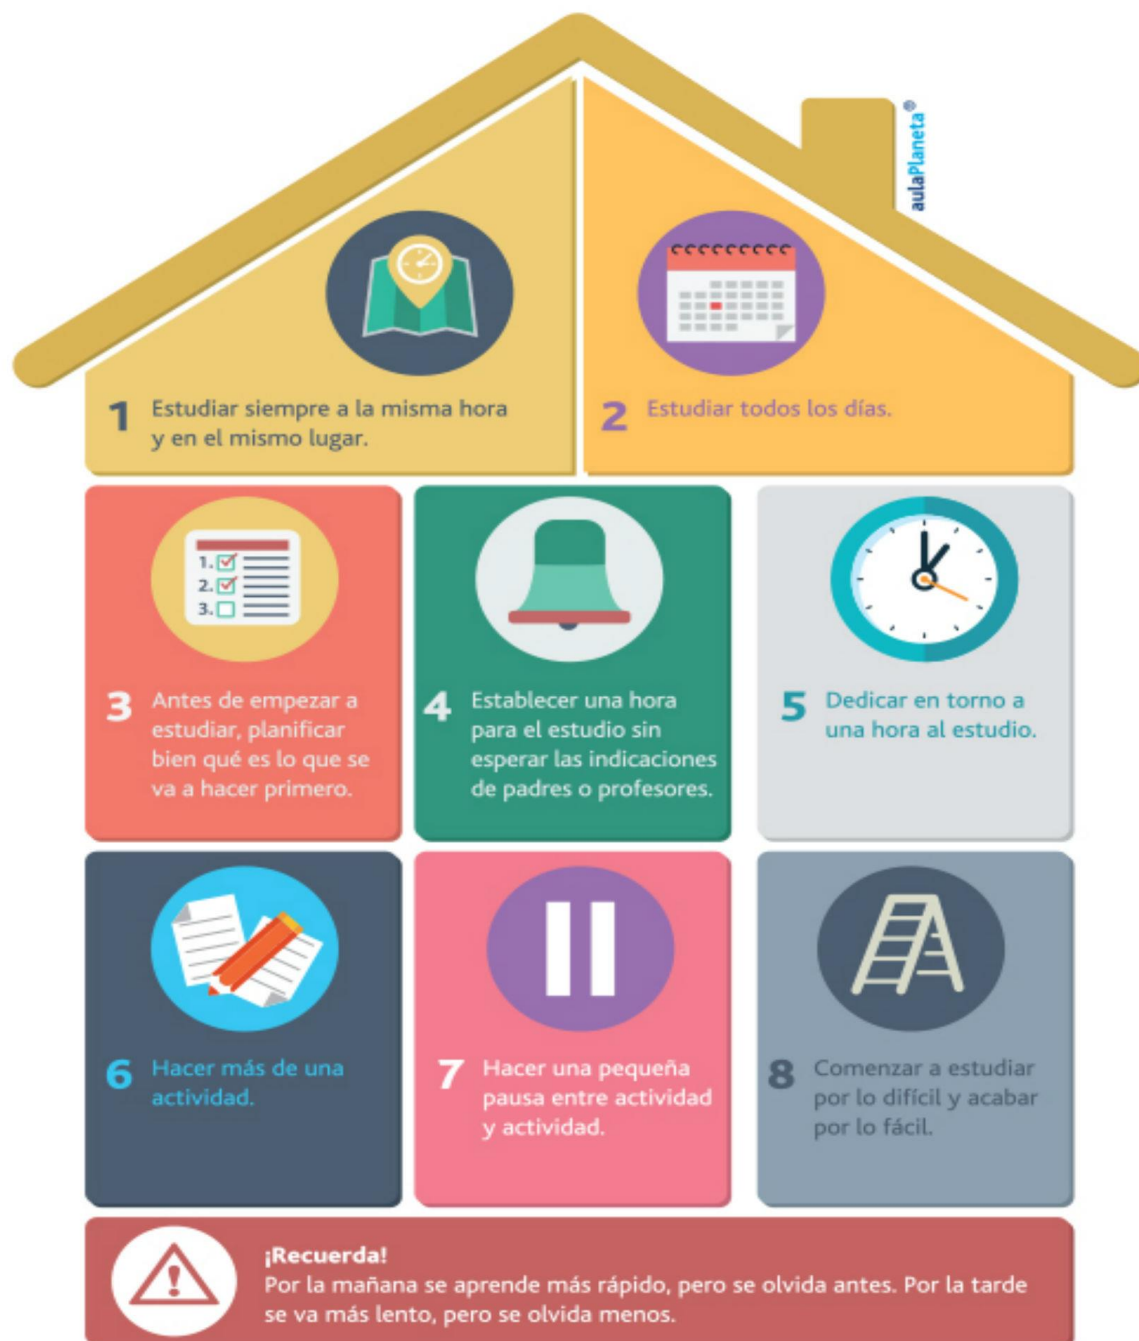 aulaPlaneta®
1 Estudiar siempre a la misma hora
y en el mismo lugar.
2 Estudiar todos los días.
1.
2.
3.
3 Antes de empezar a
estudiar, planificar
bien qué es lo que se
va a hacer primero.
4 Establecer una hora
para el estudio sin
esperar las indicaciones
de padres o profesores.
5 Dedicar en torno a
una hora al estudio.
6 Hacer más de una
actividad.
7 Hacer una pequeña
pausa entre actividad
y actividad.
8 Comenzar a estudiar
por lo difícil y acabar
por lo fácil.
¡Recuerda!
Por la mañana se aprende más rápido, pero se olvida antes. Por la tarde
se va más lento, pero se olvida menos.